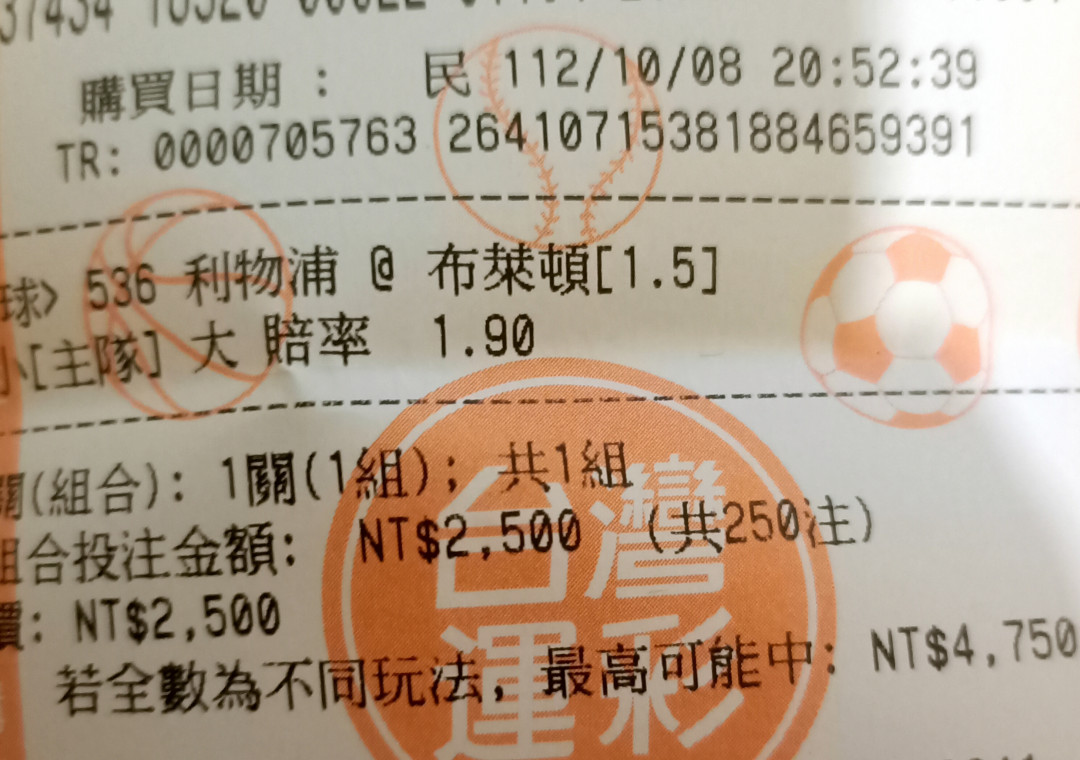 購買日期 : 民 112/10/08 20:52:39
TR: 0000705763 264107153818846​59391
球> 536 利物浦 @ 布萊頓[1.5]
小[主隊] 大 賠率 1.90
關(組合): 1關(1組); 共1組
組合投注金額: NT$2,500 (共250注)
價: NT$2,500
若全數為不同玩法, 最高可能中: NT$4,750
台灣
運彩